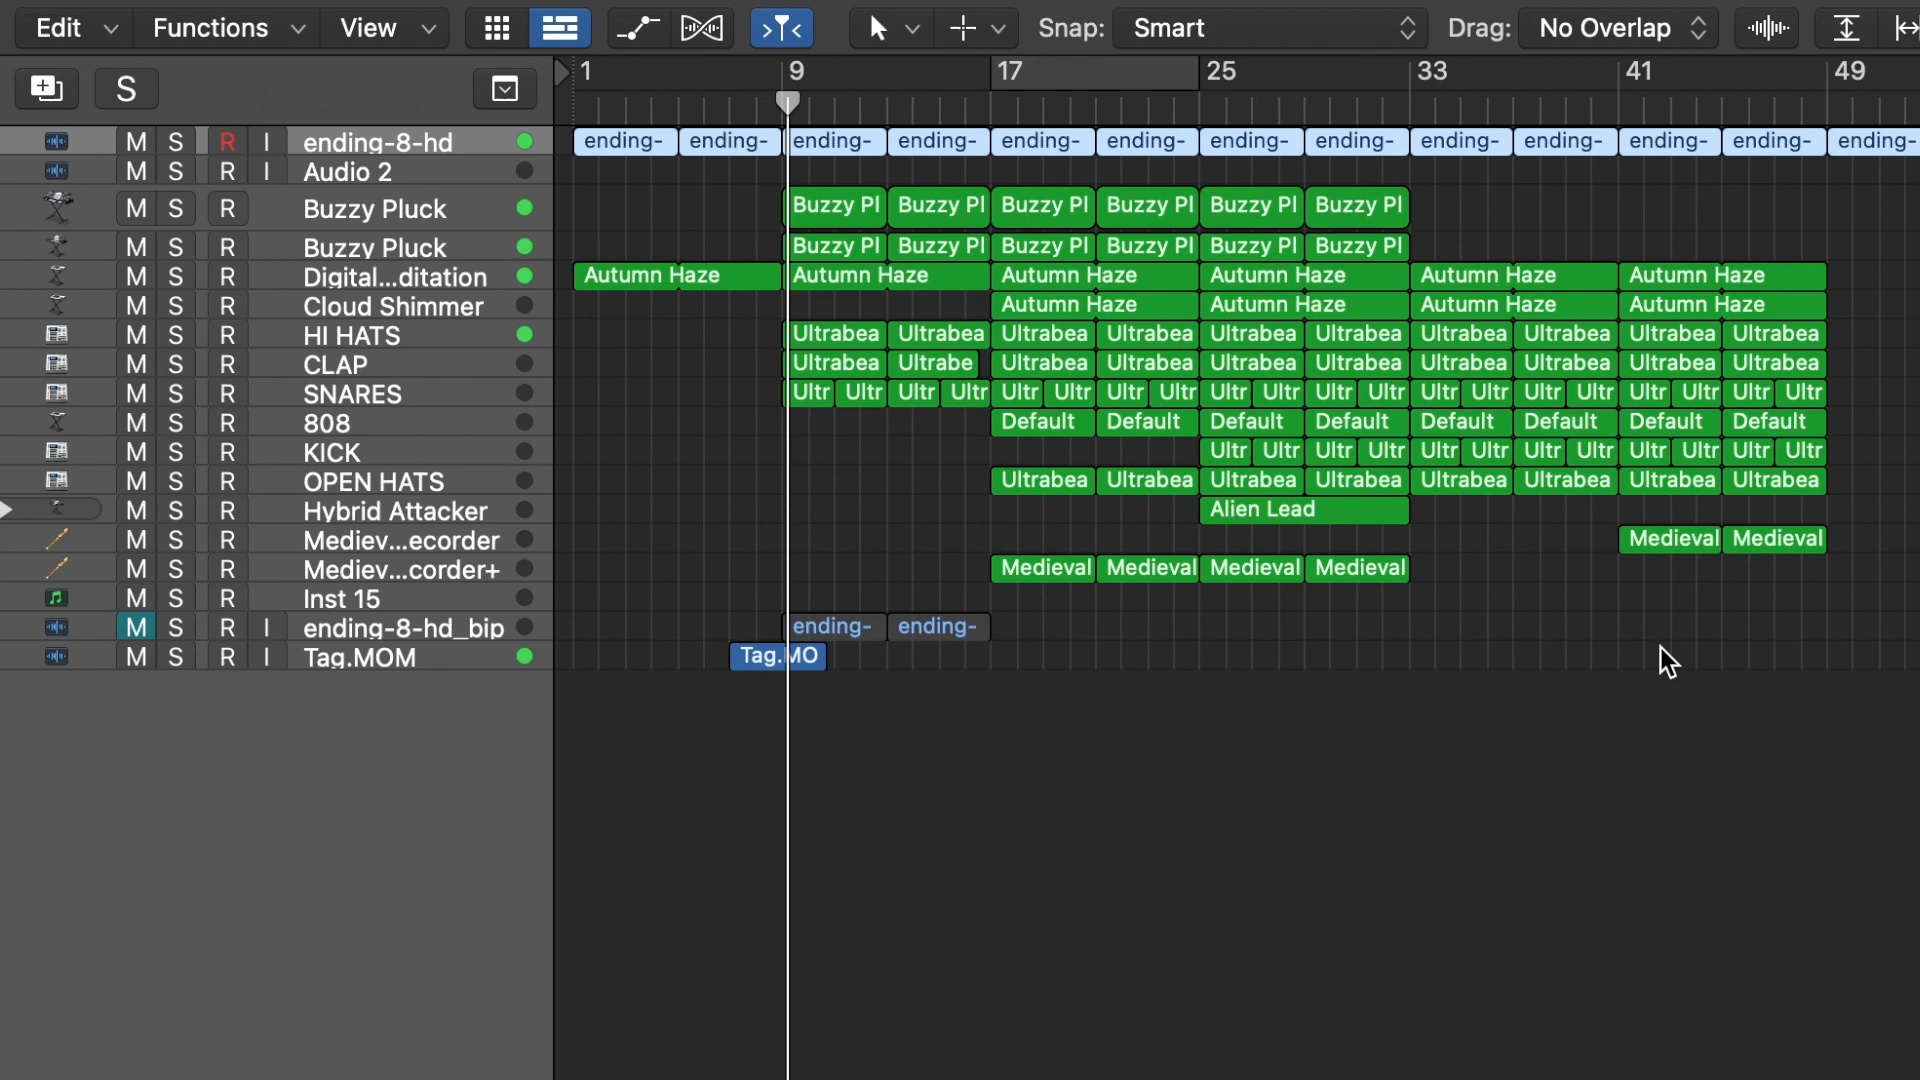 Edit Functions View Snap: Smart Drag: No Overlap
S 1 9 17 25 33 41 49
M S R I ending-8-hd ending- ending- ending- ending- ending- ending- ending- ending- ending- ending- ending- ending- ending-
M S R I Audio 2
M S R Buzzy Pluck Buzzy Pl Buzzy Pl Buzzy Pl Buzzy Pl Buzzy Pl Buzzy Pl
M S R Buzzy Pluck Buzzy Pl Buzzy Pl Buzzy Pl Buzzy Pl Buzzy Pl Buzzy Pl
M S R Digital...ditation Autumn Haze Autumn Haze Autumn Haze Autumn Haze Autumn Haze Autumn Haze
M S R Cloud Shimmer Autumn Haze Autumn Haze Autumn Haze Autumn Haze
M S R HI HATS Ultrabea Ultrabea Ultrabea Ultrabea Ultrabea Ultrabea Ultrabea Ultrabea Ultrabea Ultrabea
M S R CLAP Ultrabea Ultrabe Ultrabea Ultrabea Ultrabea Ultrabea Ultrabea Ultrabea Ultrabea Ultrabea
M S R SNARES Ultr Ultr Ultr Ultr Ultr Ultr Ultr Ultr Ultr Ultr Ultr Ultr Ultr Ultr Ultr Ultr Ultr Ultr Ultr Ultr
M S R 808 Default Default Default Default Default Default Default Default
M S R KICK Ultr Ultr Ultr Ultr Ultr Ultr Ultr Ultr Ultr Ultr Ultr Ultr
M S R OPEN HATS Ultrabea Ultrabea Ultrabea Ultrabea Ultrabea Ultrabea Ultrabea Ultrabea
M S R Hybrid Attacker Alien Lead
M S R Mediev...ecorder Medieval Medieval
M S R Mediev...corder+ Medieval Medieval Medieval Medieval
M S R Inst 15
M S R I ending-8-hd_bip ending- ending-
M S R I Tag.MOM Tag.MO